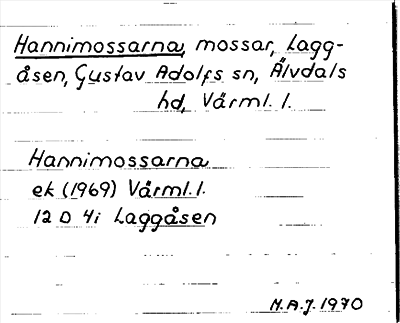 Hannimossarna, mossar, Lagg-
åsen, Gustav Adolfs sn, Älvdals
hd, Värml. l.
Hannimossarna
ek (1969) Värml. l.
12 D 4i Laggåsen
M.A.J. 1970